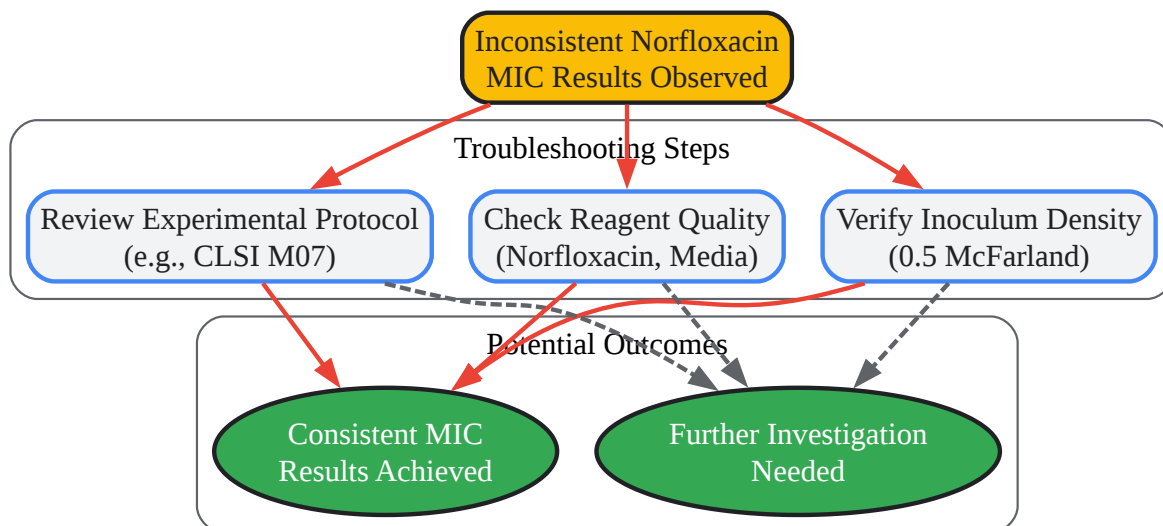 Inconsistent Norfloxacin
MIC Results Observed
Troubleshooting Steps
Review Experimental Protocol
(e.g., CLSI M07)
Check Reagent Quality
(Norfloxacin, Media)
Verify Inoculum Density
(0.5 McFarland)
Potential Outcomes
Consistent MIC
Results Achieved
Further Investigation
Needed